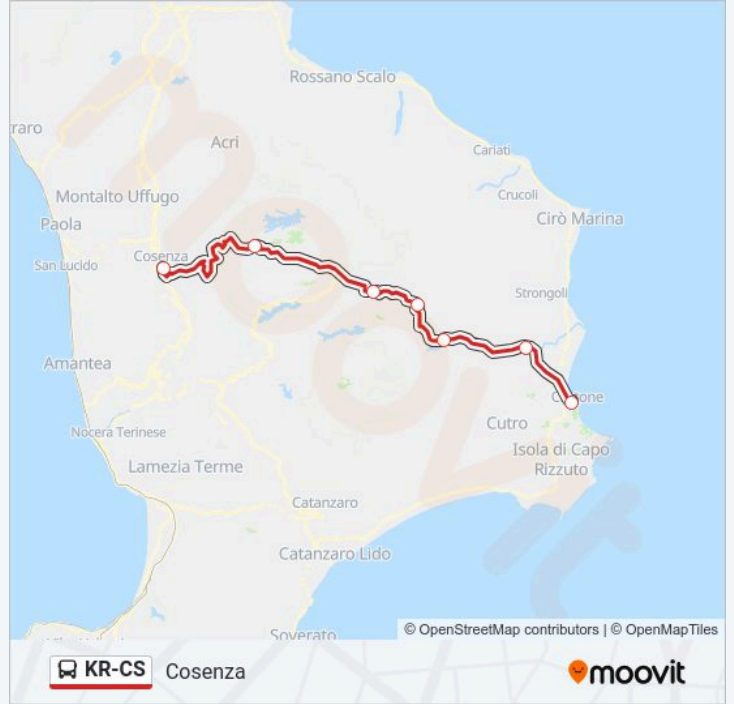 Rossano Scalo
raro
Acri
Cariati
Crucoli
Montalto Uffugo
Cirò Marina
Paola
Cosenza
San Lucido
Strongoli
Amantea
Cutro
Nocera Terinese
Isola di Capo
Rizzuto
Lamezia Terme
Catanzaro
Catanzaro Lido
Soverato
© OpenStreetMap contributors | © OpenMapTiles
KR-CS
Cosenza
moovit